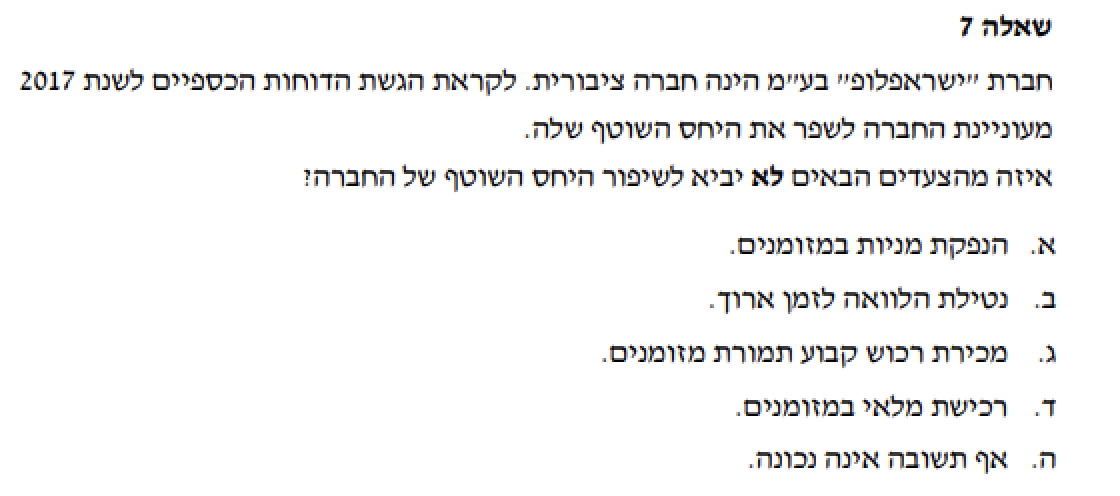 שאלה 7
חברת "ישראפלופ" בע"מ הינה חברה ציבורית. לקראת הגשת הדוחות הכספיים לשנת 2017
מעוניינת החברה לשפר את היחס השוטף שלה.
איזה מהצעדים הבאים לא יביא לשיפור היחס השוטף של החברה?
א. הנפקת מניות במזומנים.
ב. נטילת הלוואה לזמן ארוך.
ג. מכירת רכוש קבוע תמורת מזומנים.
ד. רכישת מלאי במזומנים.
ה. אף תשובה אינה נכונה.